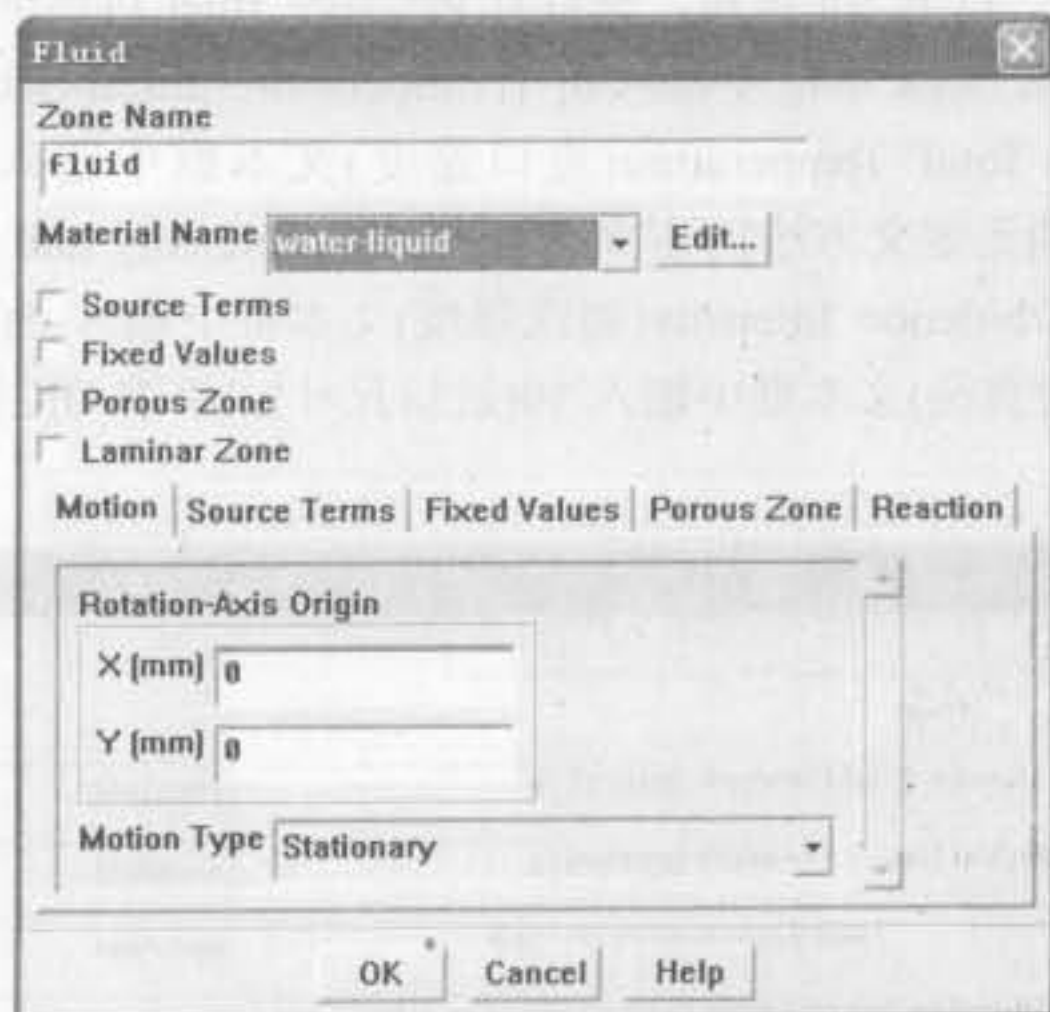 Fluid
Zone Name
Fluid
Material Name water-liquid Edit...
Source Terms
Fixed Values
Porous Zone
Laminar Zone
Motion Source Terms Fixed Values Porous Zone Reaction
Rotation-Axis Origin
X (mm) 0
Y (mm) 0
Motion Type Stationary
OK Cancel Help